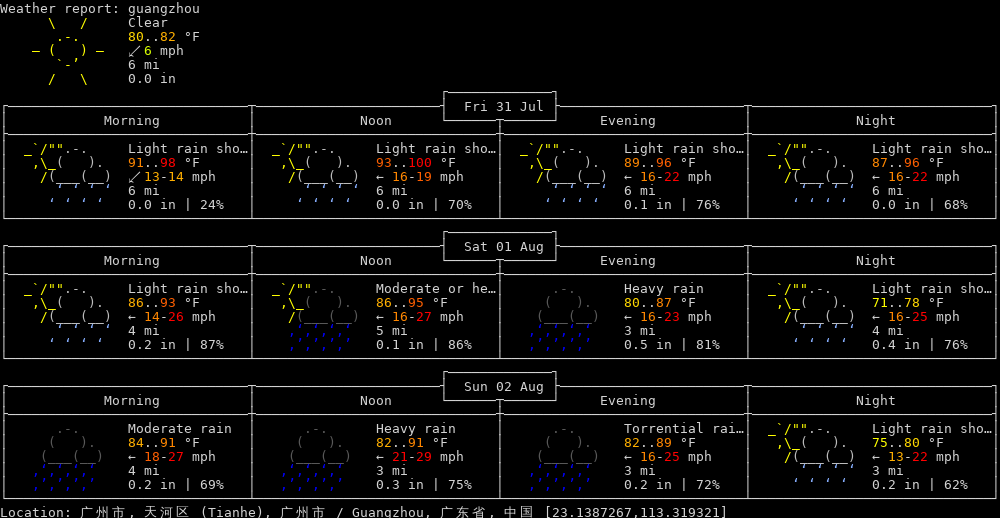 Weather report: guangzhou
Clear
80..82 °F
↙ 6 mph
6 mi
0.0 in
Fri 31 Jul
Morning Noon Evening Night
Light rain sho… Light rain sho… Light rain sho… Light rain sho…
91..98 °F 93..100 °F 89..96 °F 87..96 °F
↙ 13-14 mph ← 16-19 mph ← 16-22 mph ← 16-22 mph
6 mi 6 mi 6 mi 6 mi
0.0 in | 24% 0.0 in | 70% 0.1 in | 76% 0.0 in | 68%
Sat 01 Aug
Morning Noon Evening Night
Light rain sho… Moderate or he… Heavy rain Light rain sho…
86..93 °F 86..95 °F 80..87 °F 71..78 °F
← 14-26 mph ← 16-27 mph ← 16-23 mph ← 16-25 mph
4 mi 5 mi 3 mi 4 mi
0.2 in | 87% 0.1 in | 86% 0.5 in | 81% 0.4 in | 76%
Sun 02 Aug
Morning Noon Evening Night
Moderate rain Heavy rain Torrential rai… Light rain sho…
84..91 °F 82..91 °F 82..89 °F 75..80 °F
← 18-27 mph ← 21-29 mph ← 16-25 mph ← 13-22 mph
4 mi 3 mi 3 mi 3 mi
0.2 in | 69% 0.3 in | 75% 0.2 in | 72% 0.2 in | 62%
Location: 广州市, 天河区 (Tianhe), 广州市 / Guangzhou, 广东省, 中国 [23.1387267,113.319321]